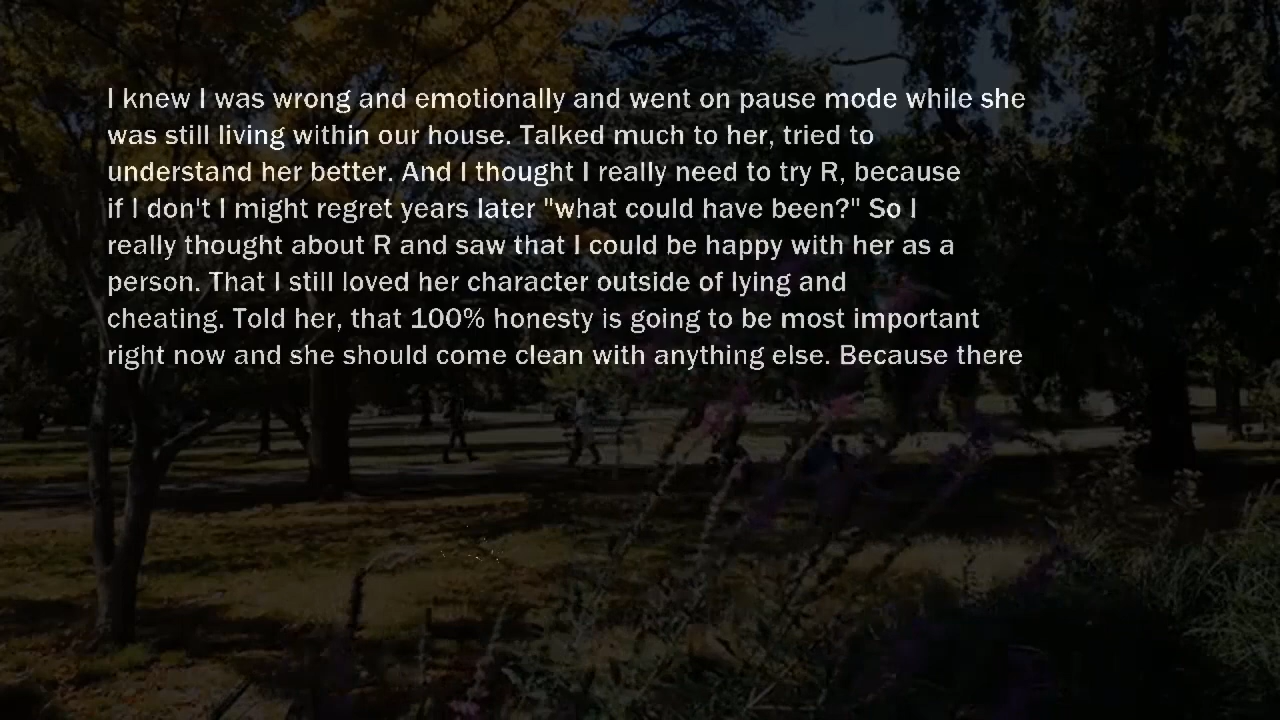 I knew I was wrong and emotionally and went on pause mode while she
was still living within our house. Talked much to her, tried to
understand her better. And I thought I really need to try R, because
if I don't I might regret years later "what could have been?" So I
really thought about R and saw that I could be happy with her as a
person. That I still loved her character outside of lying and
cheating. Told her, that 100% honesty is going to be most important
right now and she should come clean with anything else. Because there